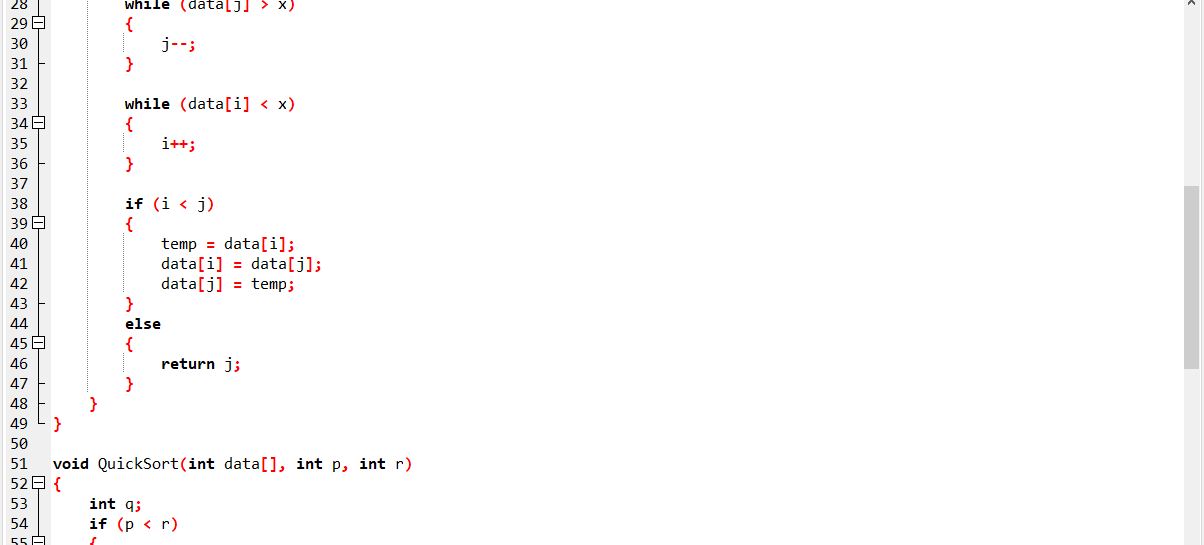 28 while (data[j] > x)
29 {
30 j--;
31 }
32
33 while (data[i] < x)
34 {
35 i++;
36 }
37
38 if (i < j)
39 {
40 temp = data[i];
41 data[i] = data[j];
42 data[j] = temp;
43 }
44 else
45 {
46 return j;
47 }
48 }
49 }
50
51 void QuickSort(int data[], int p, int r)
52 {
53 int q;
54 if (p < r)
55 {